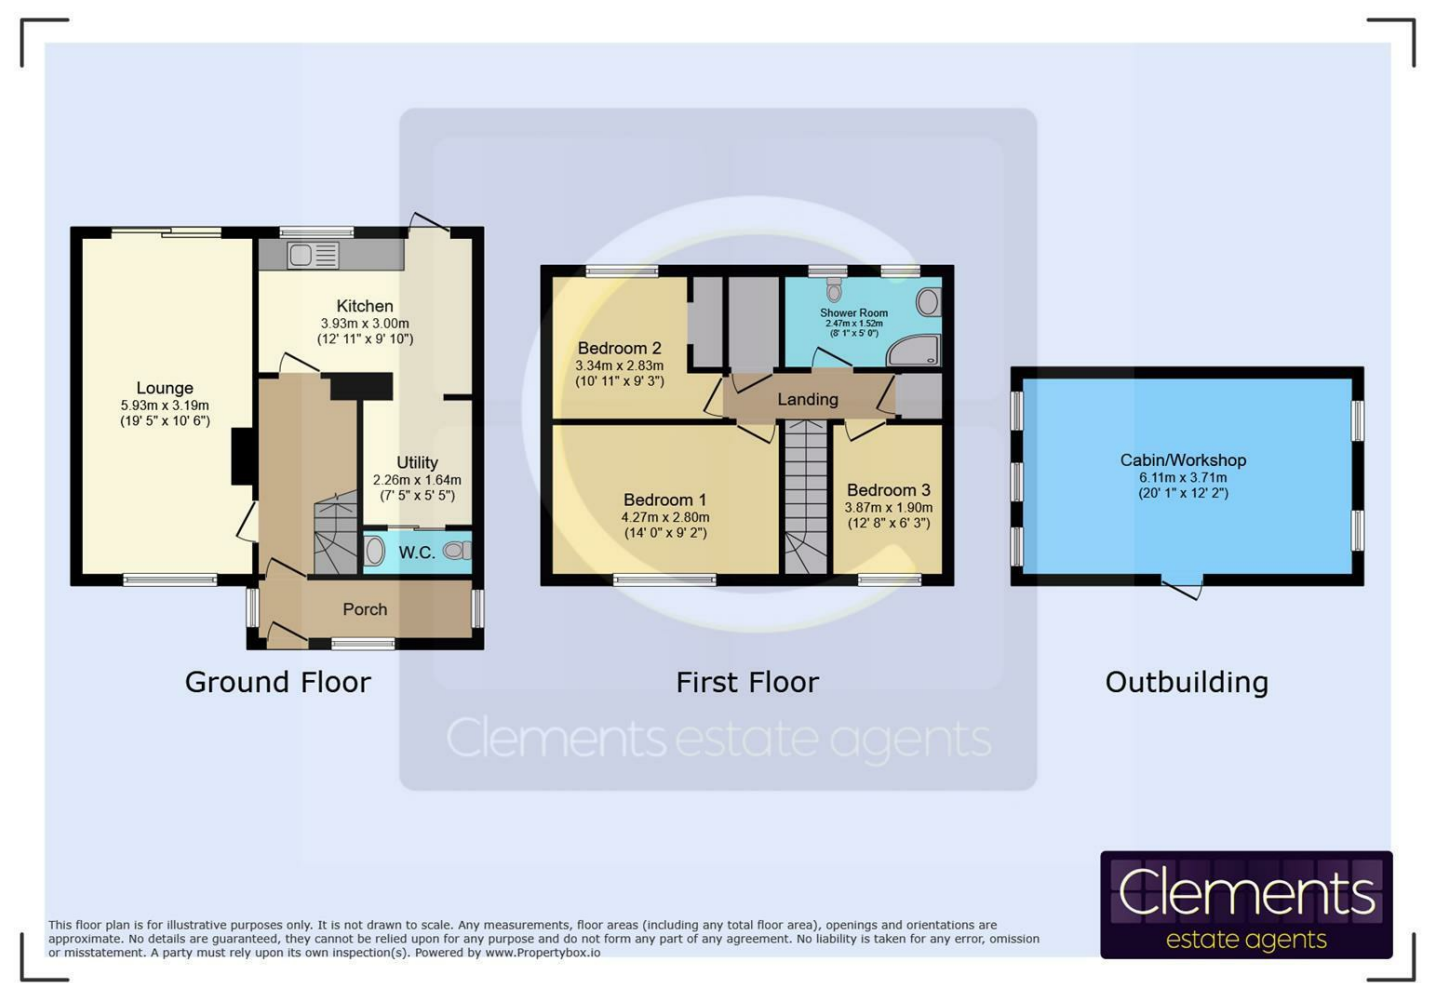 Kitchen
3.93m x 3.00m
(12' 11" x 9' 10")
Lounge
5.93m x 3.19m
(19' 5" x 10' 6")
Utility
2.26m x 1.64m
(7' 5" x 5' 5")
W.C.
Porch
Ground Floor
Shower Room
2.47m x 1.52m
(8' 1" x 5' 0")
Bedroom 2
3.34m x 2.83m
(10' 11" x 9' 3")
Landing
Bedroom 1
4.27m x 2.80m
(14' 0" x 9' 2")
Bedroom 3
3.87m x 1.90m
(12' 8" x 6' 3")
First Floor
Cabin/Workshop
6.11m x 3.71m
(20' 1" x 12' 2")
Outbuilding
Clements estate agents
Clements
estate agents
This floor plan is for illustrative purposes only. It is not drawn to scale. Any measurements, floor areas (including any total floor area), openings and orientations are
approximate. No details are guaranteed, they cannot be relied upon for any purpose and do not form any part of any agreement. No liability is taken for any error, omission
or misstatement. A party must rely upon its own inspection(s). Powered by www.Propertybox.io